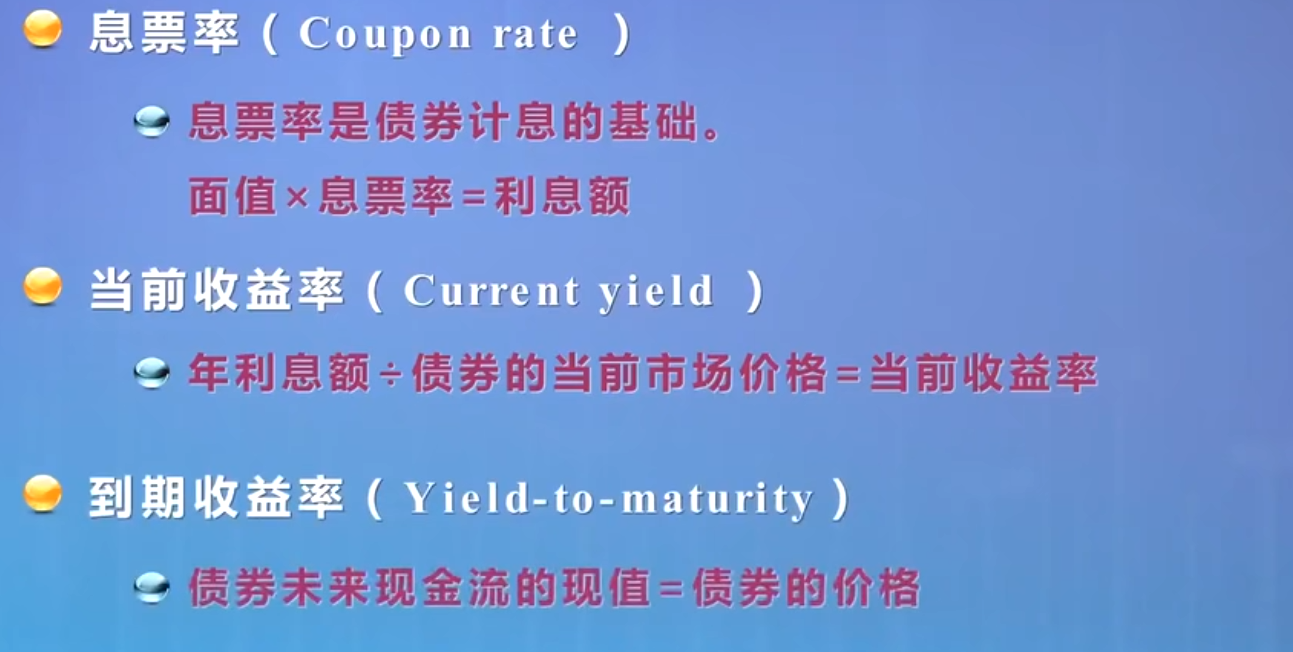 息票率（Coupon rate ）
息票率是债券计息的基础。
面值×息票率=利息额
当前收益率（Current yield ）
年利息额÷债券的当前市场价格=当前收益率
到期收益率（Yield-to-maturity）
债券未来现金流的现值=债券的价格